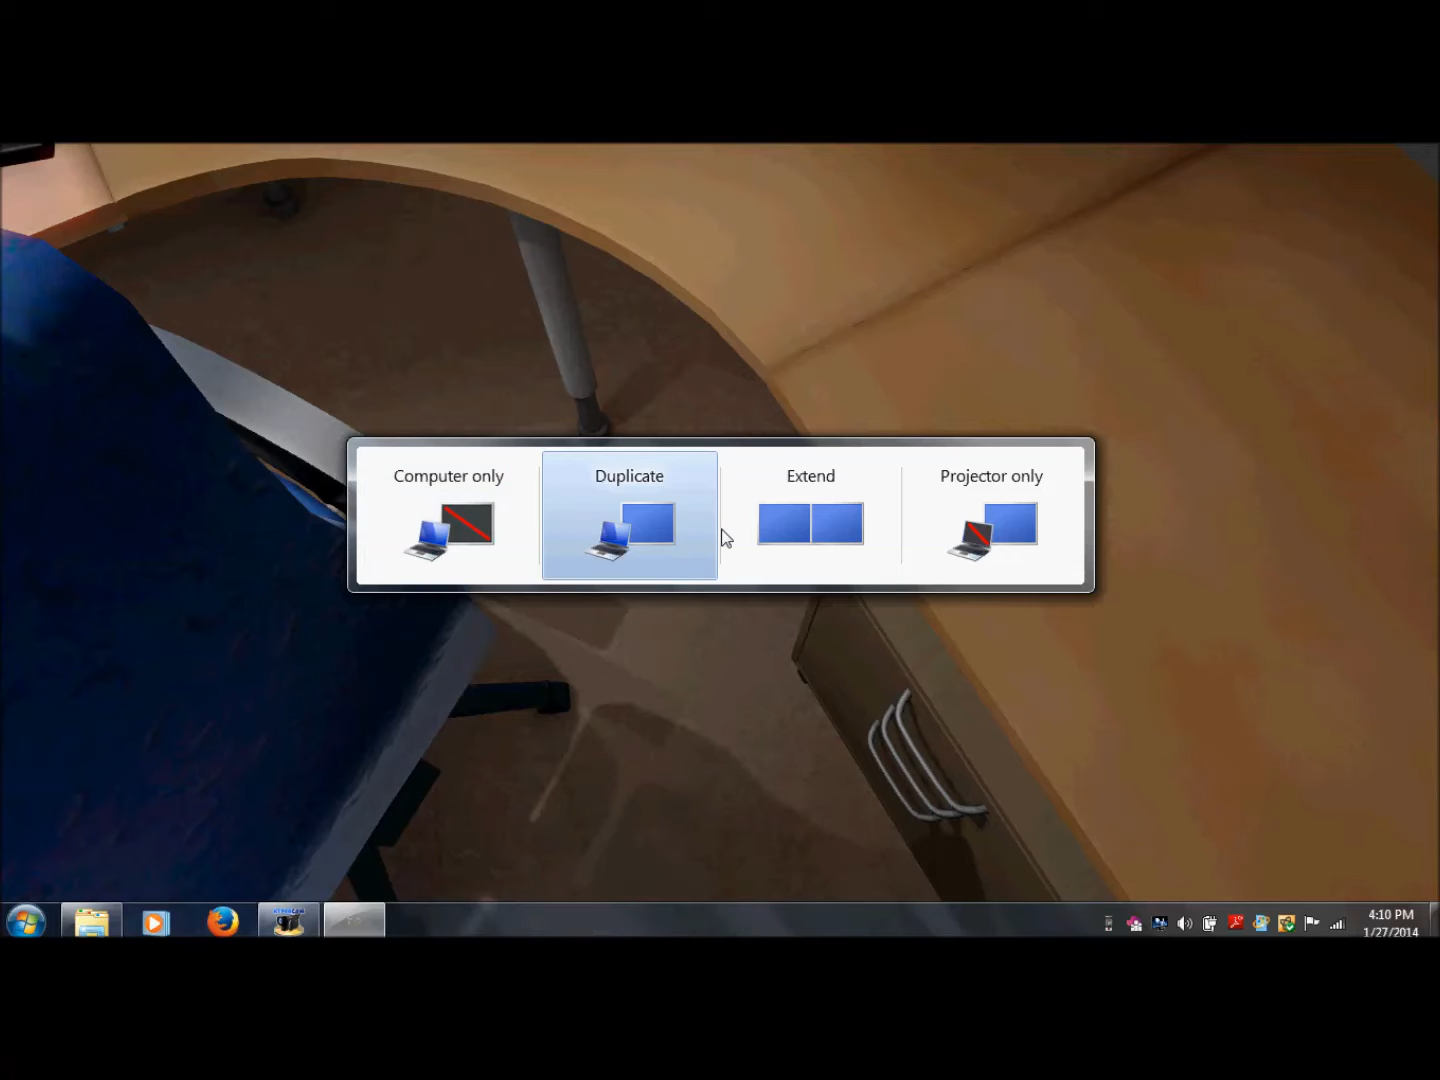 Computer only
Duplicate
Extend
Projector only
4:10 PM
1/27/2014